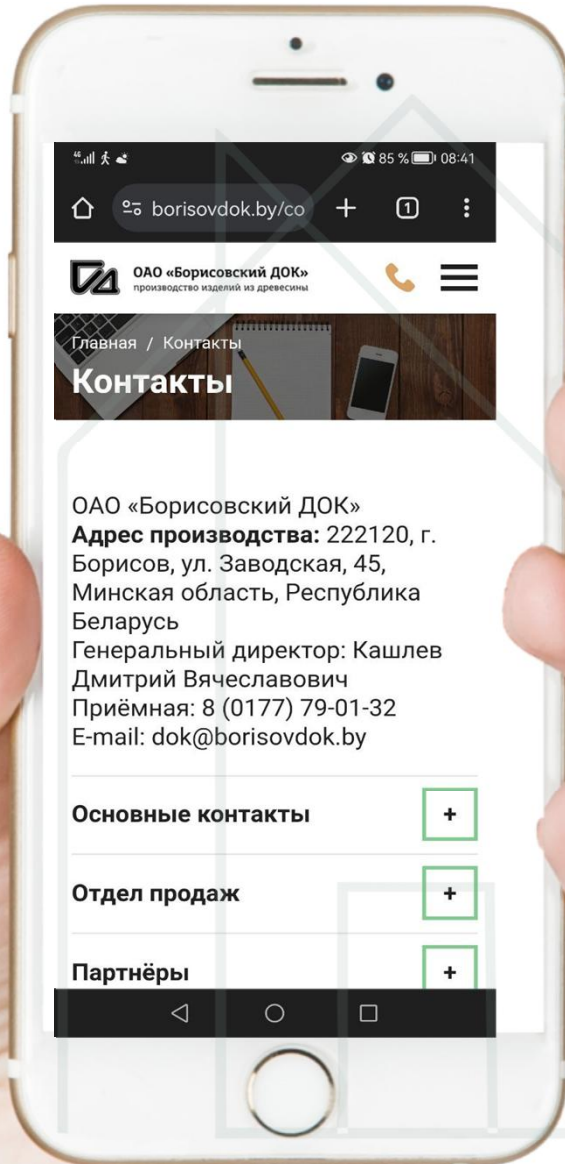 46
85 % 08:41
borisovdok.by/co
1
ОАО «Борисовский ДОК»
производство изделий из древесины
Главная / Контакты
Контакты
ОАО «Борисовский ДОК»
Адрес производства: 222120, г.
Борисов, ул. Заводская, 45,
Минская область, Республика
Беларусь
Генеральный директор: Кашлев
Дмитрий Вячеславович
Приёмная: 8 (0177) 79-01-32
E-mail: dok@borisovdok.by
Основные контакты +
Отдел продаж +
Партнёры +